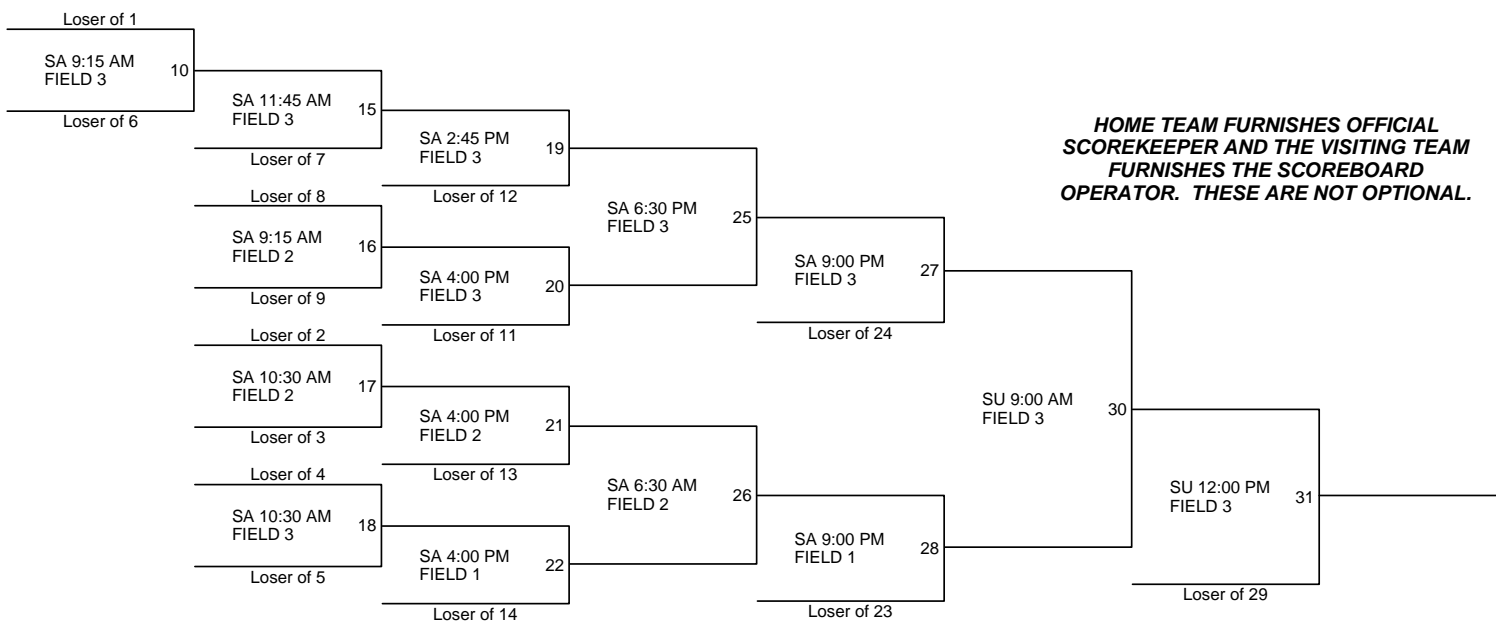 Loser of 1
SA 9:15 AM
FIELD 3
10
Loser of 6
SA 11:45 AM
FIELD 3
15
Loser of 7
SA 2:45 PM
FIELD 3
19
Loser of 12
Loser of 8
SA 9:15 AM
FIELD 2
16
Loser of 9
SA 4:00 PM
FIELD 3
20
Loser of 11
SA 6:30 PM
FIELD 3
25
SA 9:00 PM
FIELD 3
27
Loser of 24
HOME TEAM FURNISHES OFFICIAL
SCOREKEEPER AND THE VISITING TEAM
FURNISHES THE SCOREBOARD
OPERATOR. THESE ARE NOT OPTIONAL.
Loser of 2
SA 10:30 AM
FIELD 2
17
Loser of 3
SA 4:00 PM
FIELD 2
21
Loser of 13
Loser of 4
SA 10:30 AM
FIELD 3
18
Loser of 5
SA 4:00 PM
FIELD 1
22
Loser of 14
SA 6:30 AM
FIELD 2
26
SA 9:00 PM
FIELD 1
28
Loser of 23
SU 9:00 AM
FIELD 3
30
SU 12:00 PM
FIELD 3
31
Loser of 29